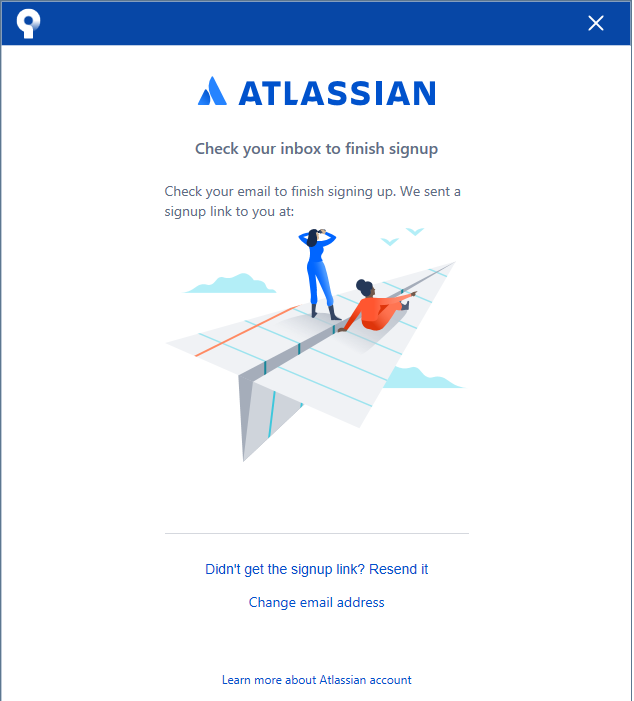 ATLASSIAN
Check your inbox to finish signup
Check your email to finish signing up. We sent a
signup link to you at:
Didn't get the signup link? Resend it
Change email address
Learn more about Atlassian account